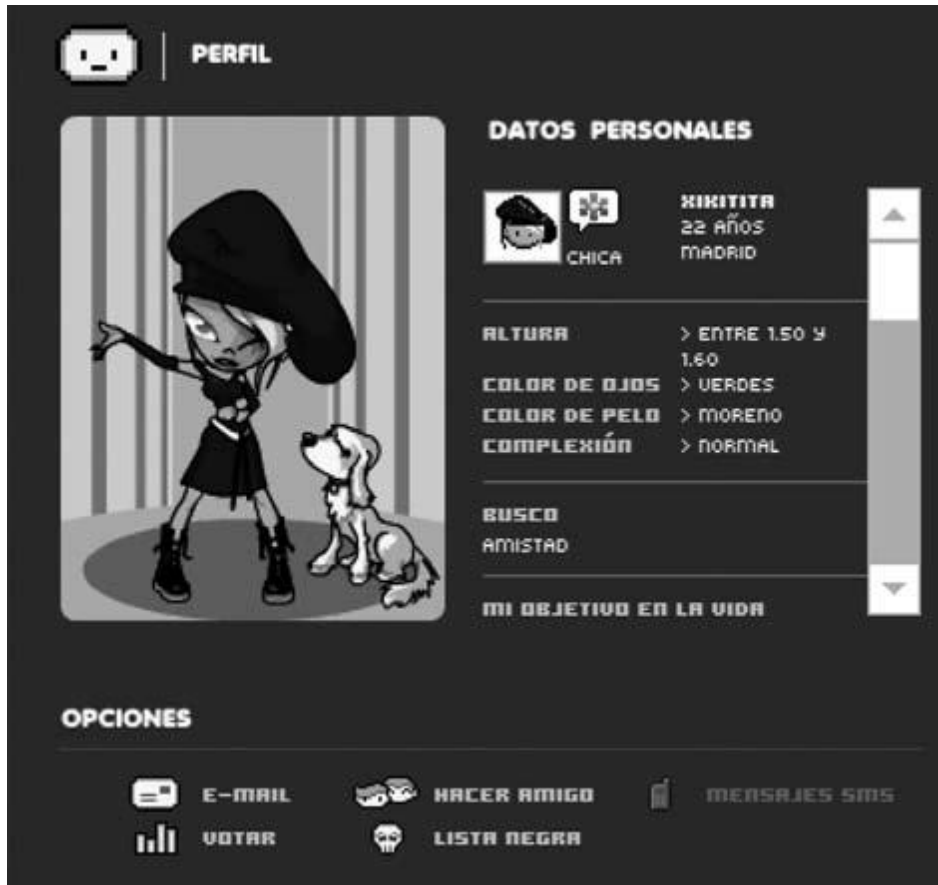 PERFIL
DATOS PERSONALES
XIKITITA
22 AÑOS
CHICA
MADRID
ALTURA > ENTRE 1.50 Y
1.60
COLOR DE OJOS > VERDES
COLOR DE PELO > MORENO
COMPLEXIÓN > NORMAL
BUSCO
AMISTAD
MI OBJETIVO EN LA VIDA
OPCIONES
E-MAIL HACER AMIGO MENSAJES SMS
VOTAR LISTA NEGRA